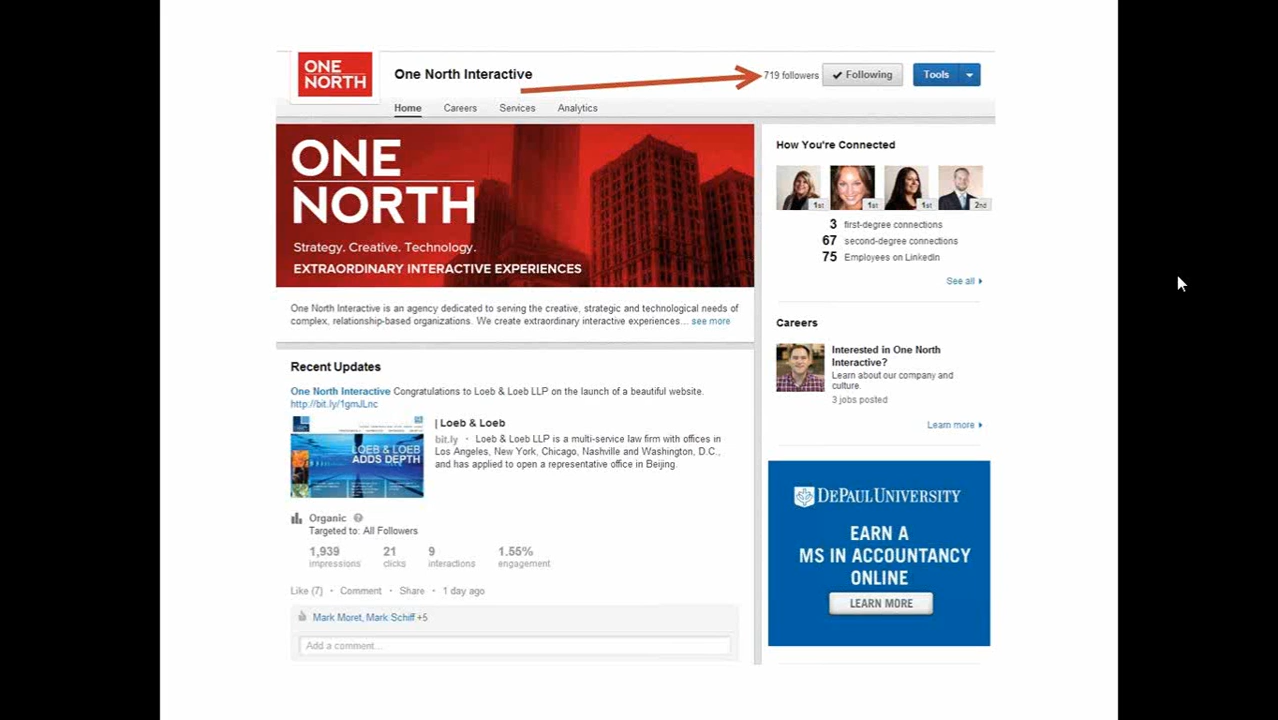 ONE
NORTH
One North Interactive
719 followers
Following
Tools
Home
Careers
Services
Analytics
ONE
NORTH
Strategy. Creative. Technology.
EXTRAORDINARY INTERACTIVE EXPERIENCES
One North Interactive is an agency dedicated to serving the creative, strategic and technological needs of
complex, relationship-based organizations. We create extraordinary interactive experiences... see more
Recent Updates
One North Interactive Congratulations to Loeb & Loeb LLP on the launch of a beautiful website.
http://bit.ly/1gmJLnc
LOEB & LOEB
ADDS DEPTH
| Loeb & Loeb
bit.ly · Loeb & Loeb LLP is a multi-service law firm with offices in
Los Angeles, New York, Chicago, Nashville and Washington, D.C.,
and has applied to open a representative office in Beijing.
Organic ?
Targeted to: All Followers
1,939 21 9 1.55%
impressions clicks interactions engagement
Like (7) · Comment · Share · 1 day ago
Mark Moret, Mark Schiff +5
Add a comment...
How You're Connected
1st 1st 1st 2nd
3 first-degree connections
67 second-degree connections
75 Employees on LinkedIn
See all
Careers
Interested in One North
Interactive?
Learn about our company and
culture.
3 jobs posted
Learn more
DEPAUL UNIVERSITY
EARN A
MS IN ACCOUNTANCY
ONLINE
LEARN MORE